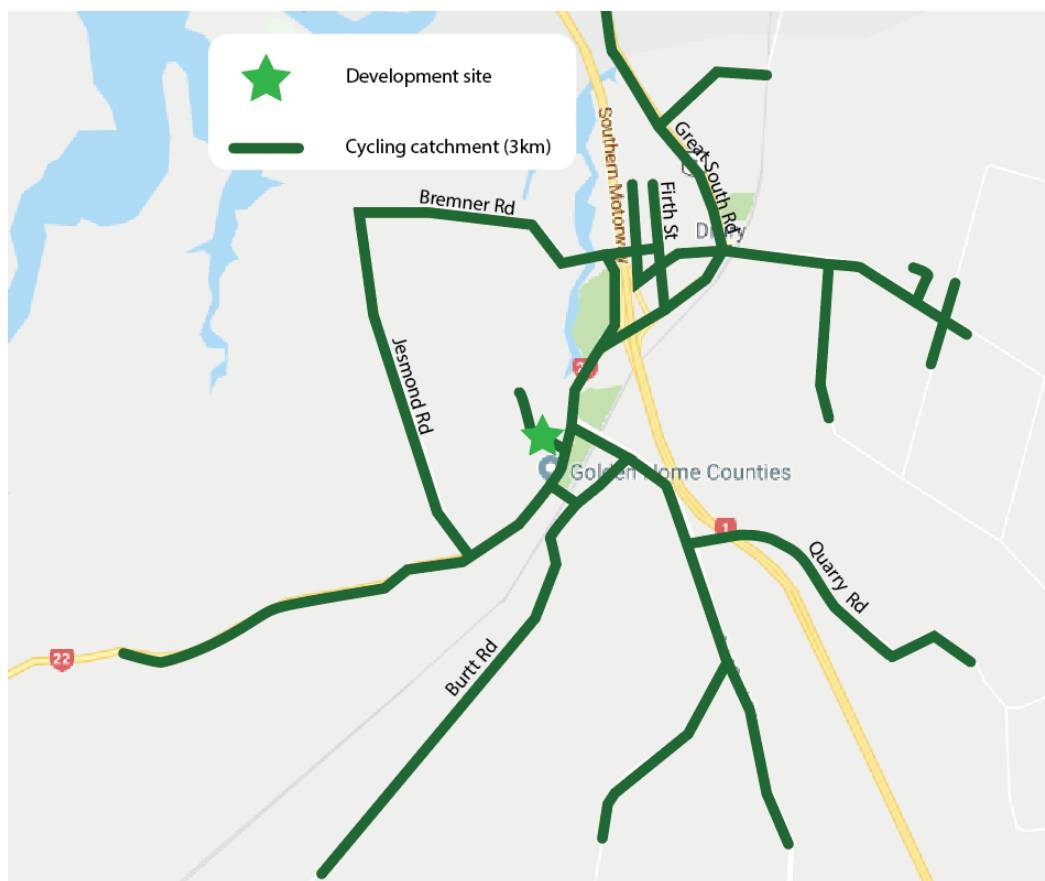 Development site
Cycling catchment (3km)
Southern Motorway
Great South Rd
Firth St
Bremner Rd
Jesmond Rd
Golden Home Counties
1
Quarry Rd
22
Burtt Rd